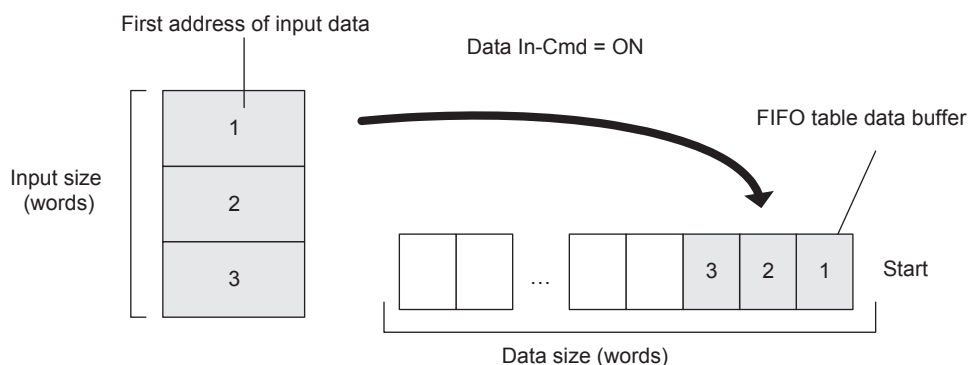 First address of input data
Data In-Cmd = ON
1
FIFO table data buffer
Input size
(words)
2
3
...
3 2 1
Start
Data size (words)